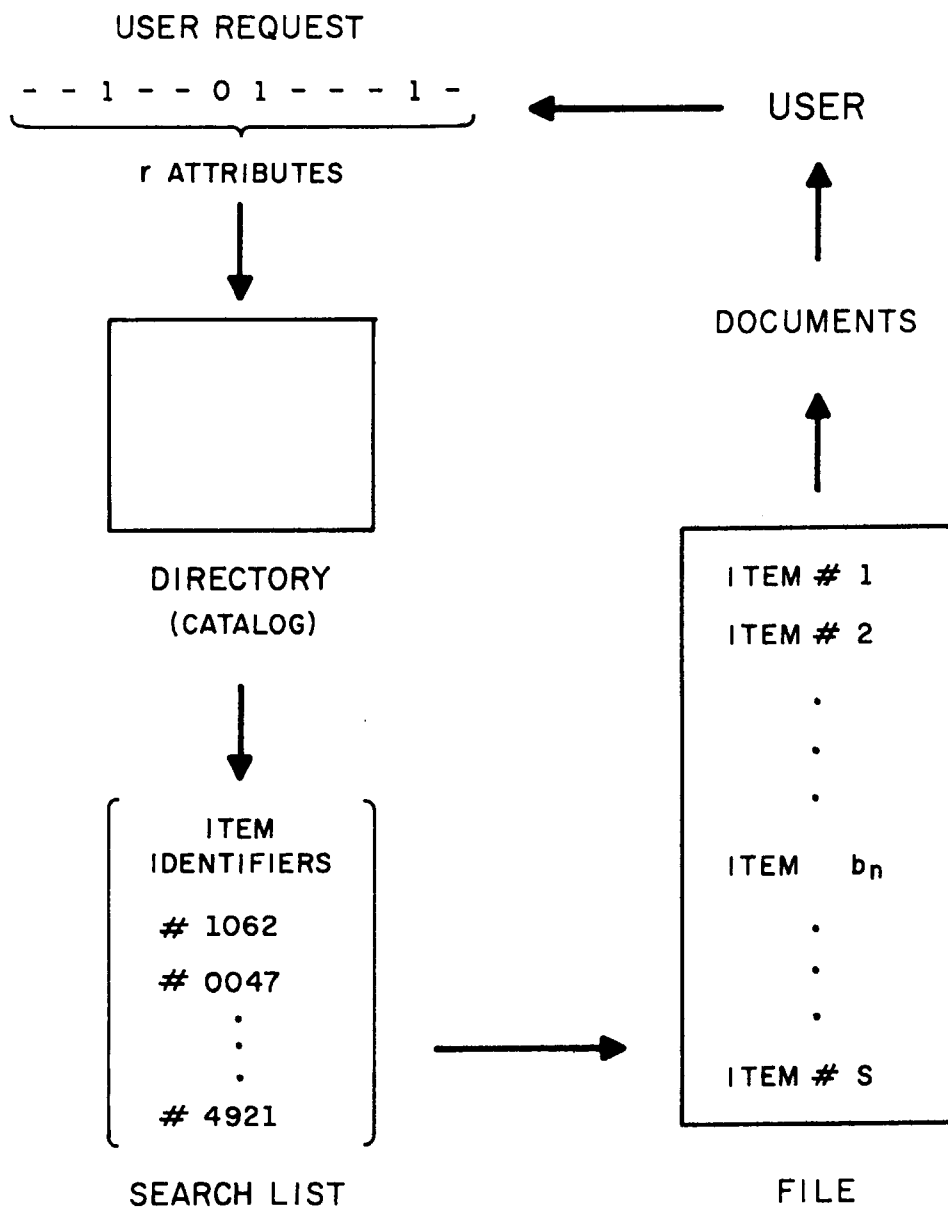 USER REQUEST
- - 1 - - 0 1 - - - 1 -
r ATTRIBUTES
USER
DOCUMENTS
DIRECTORY
(CATALOG)
ITEM
IDENTIFIERS
# 1062
# 0047
.
.
.
# 4921
SEARCH LIST
ITEM # 1
ITEM # 2
.
.
.
ITEM bn
.
.
.
ITEM # S
FILE